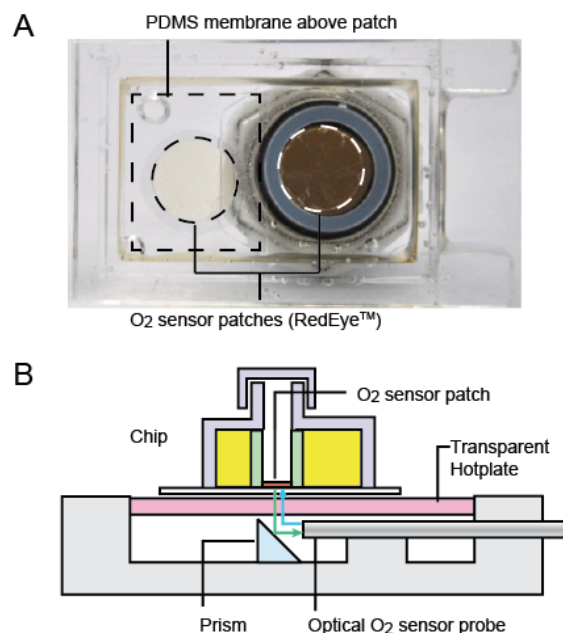 A
PDMS membrane above patch
O2 sensor patches (RedEye™)
B
O2 sensor patch
Chip
Transparent
Hotplate
Prism
Optical O2 sensor probe